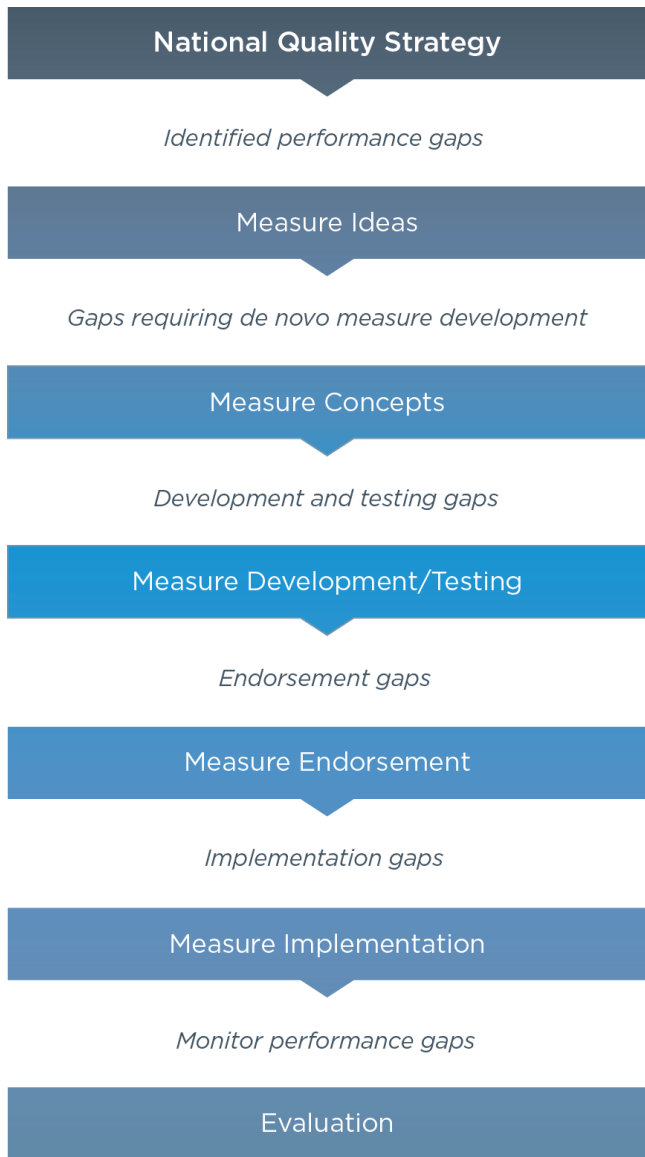 National Quality Strategy
Identified performance gaps
Measure Ideas
Gaps requiring de novo measure development
Measure Concepts
Development and testing gaps
Measure Development/Testing
Endorsement gaps
Measure Endorsement
Implementation gaps
Measure Implementation
Monitor performance gaps
Evaluation